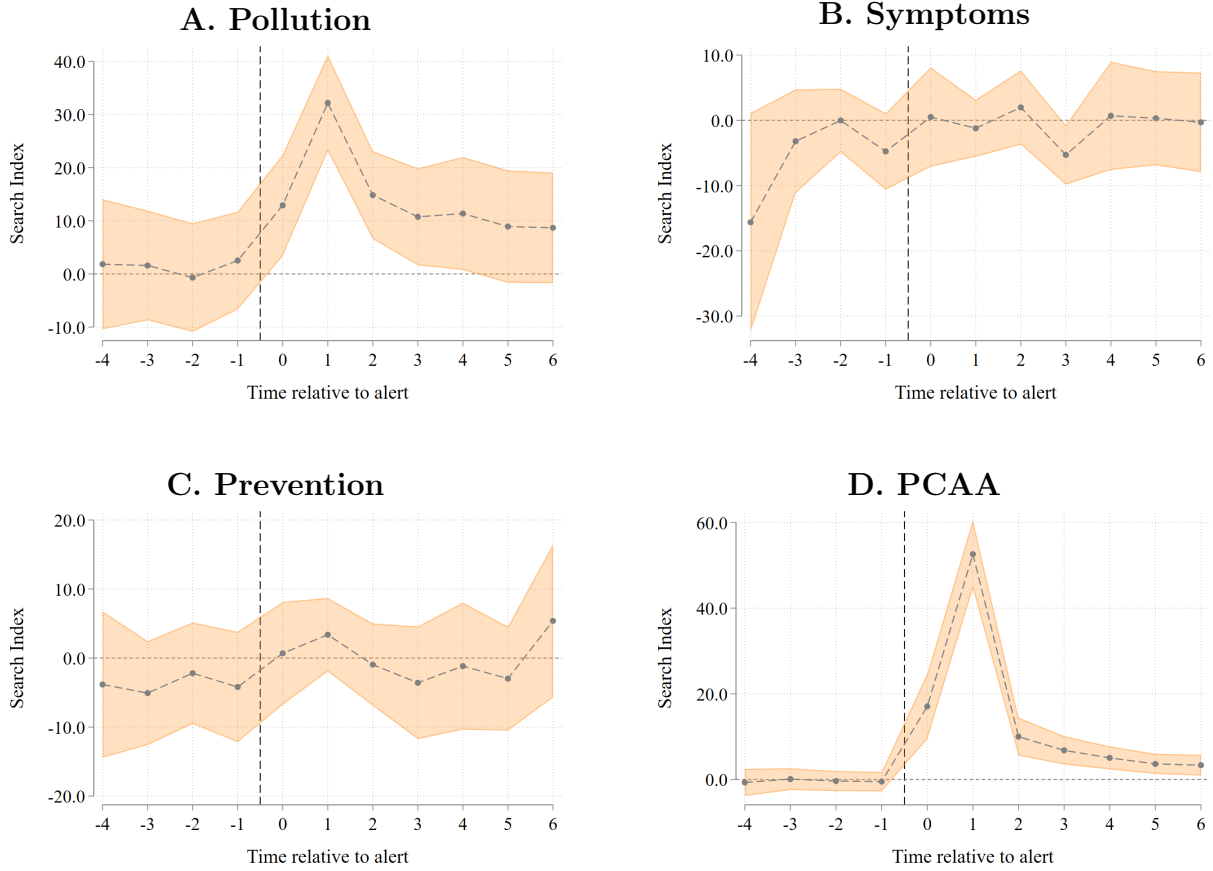 A. Pollution
Search Index
40.0
30.0
20.0
10.0
0.0
-10.0
-4 -3 -2 -1 0 1 2 3 4 5 6
Time relative to alert
B. Symptoms
Search Index
10.0
0.0
-10.0
-20.0
-30.0
-4 -3 -2 -1 0 1 2 3 4 5 6
Time relative to alert
C. Prevention
Search Index
20.0
10.0
0.0
-10.0
-20.0
-4 -3 -2 -1 0 1 2 3 4 5 6
Time relative to alert
D. PCAA
Search Index
60.0
40.0
20.0
0.0
-4 -3 -2 -1 0 1 2 3 4 5 6
Time relative to alert